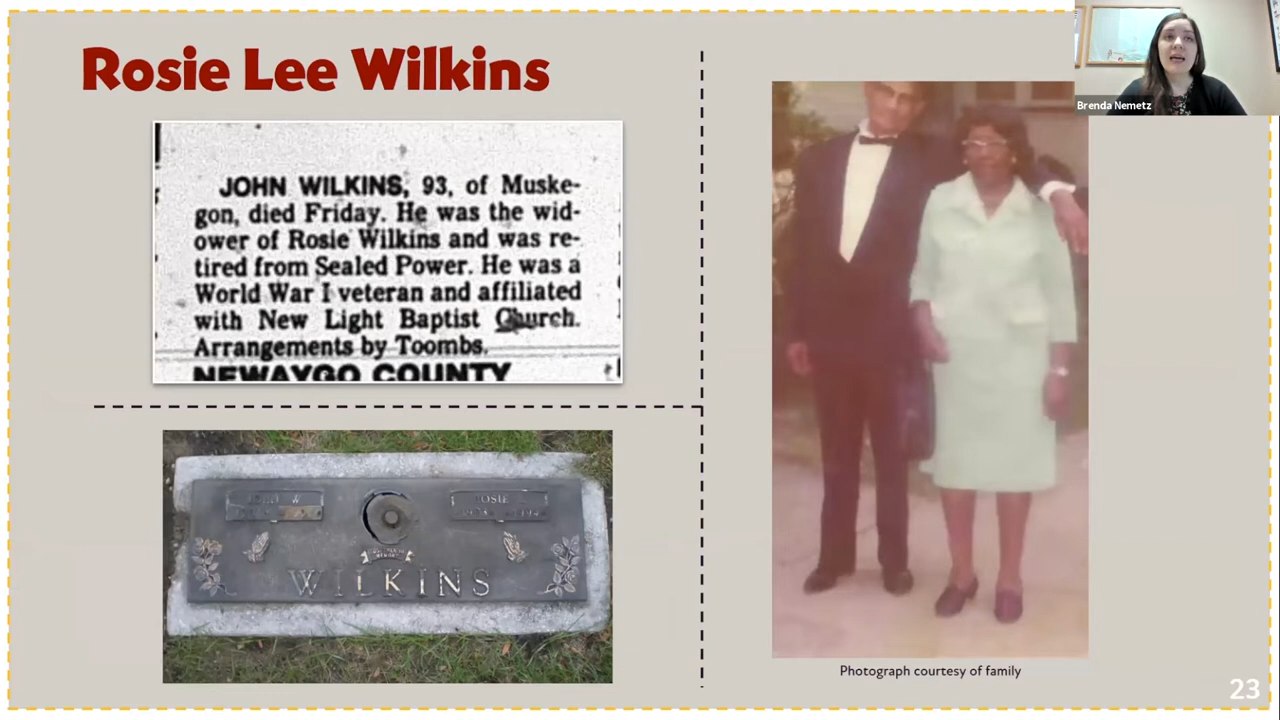 Rosie Lee Wilkins
JOHN WILKINS, 93, of Muske-
gon, died Friday. He was the wid-
ower of Rosie Wilkins and was re-
tired from Sealed Power. He was a
World War I veteran and affiliated
with New Light Baptist Church.
Arrangements by Toombs.
NEWAYGO COUNTY
JOHN W
ROSIE
WILKINS
Photograph courtesy of family
Brenda Nemetz
23